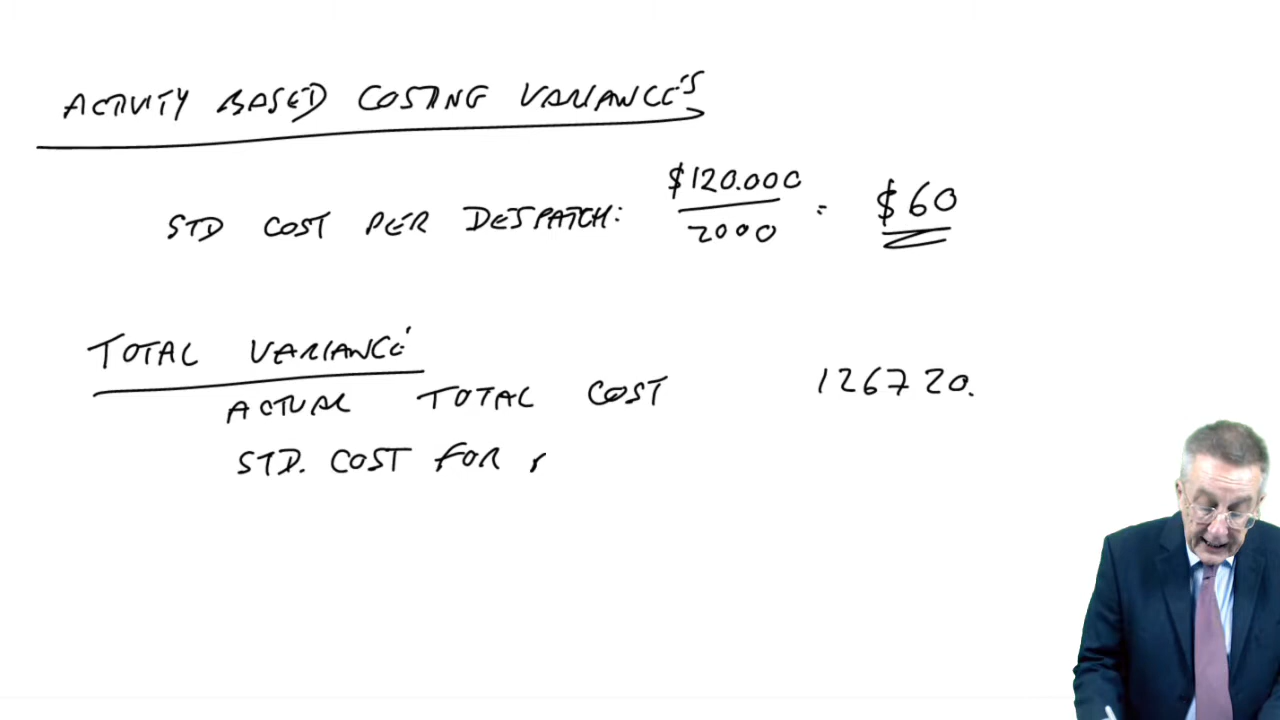 ACTIVITY BASED COSTING VARIANCE'S
STD COST PER DESPATCH: $120.000 / 2000 = $60
TOTAL VARIANCE
ACTUAL TOTAL COST 126720.
STD. COST FOR